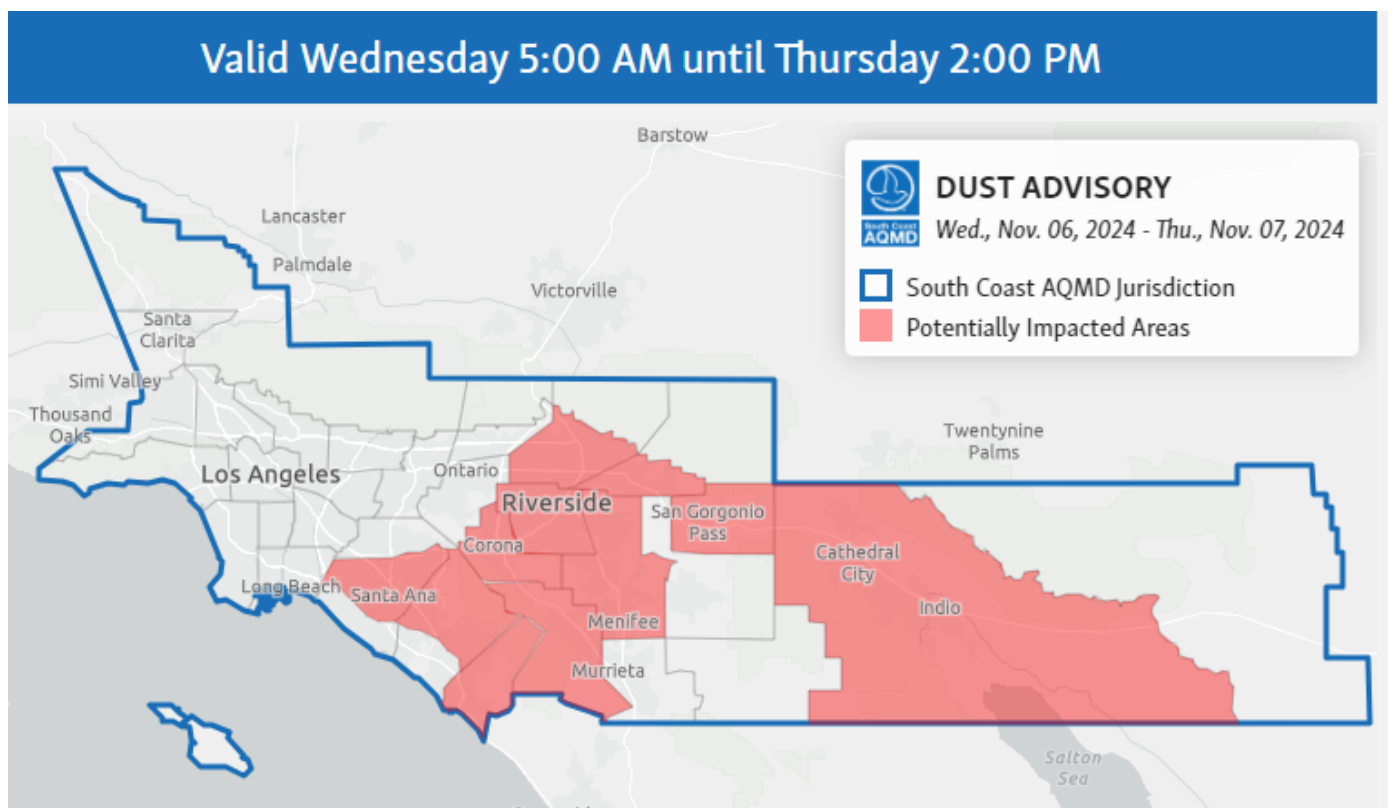 Valid Wednesday 5:00 AM until Thursday 2:00 PM
Barstow
DUST ADVISORY
South Coast
AQMD
Wed., Nov. 06, 2024 - Thu., Nov. 07, 2024
South Coast AQMD Jurisdiction
Potentially Impacted Areas
Lancaster
Palmdale
Victorville
Santa
Clarita
Simi Valley
Thousand
Oaks
Twentynine
Palms
Los Angeles
Ontario
Riverside
San Gorgonio
Pass
Corona
Cathedral
City
Long Beach
Santa Ana
Indio
Menifee
Murrieta
Salton
Sea